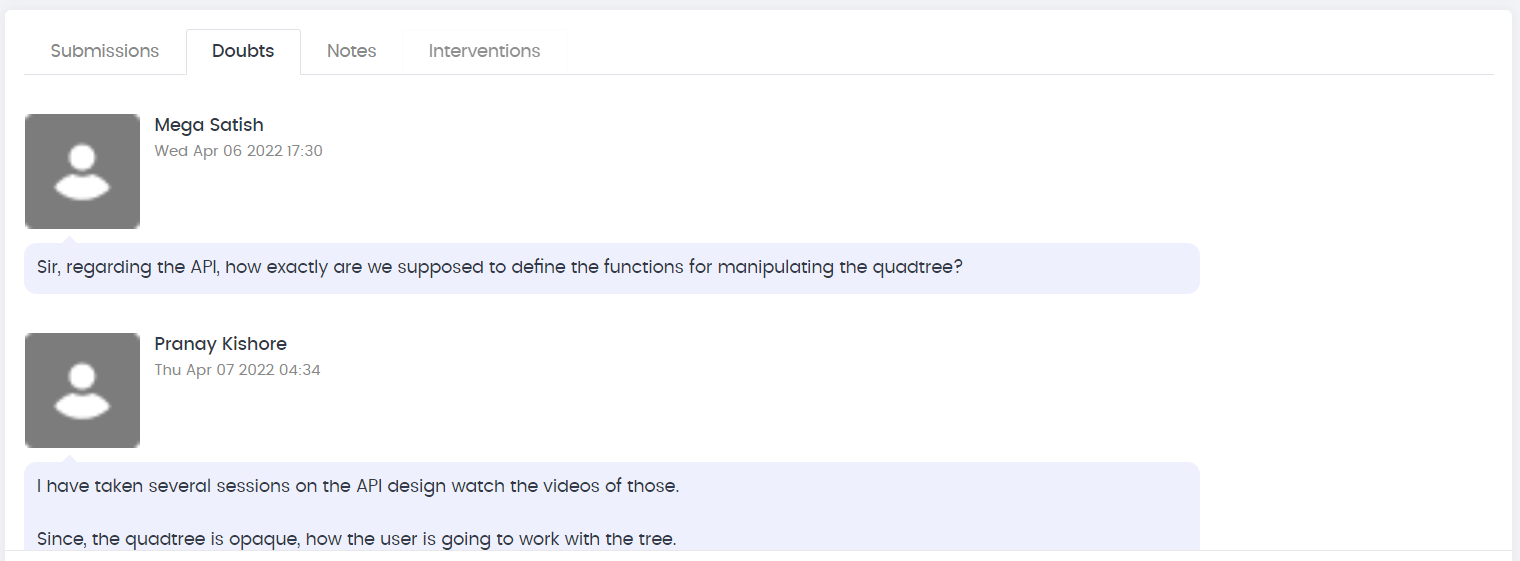 Submissions Doubts Notes Interventions
Mega Satish
Wed Apr 06 2022 17:30
Sir, regarding the API, how exactly are we supposed to define the functions for manipulating the quadtree?
Pranay Kishore
Thu Apr 07 2022 04:34
I have taken several sessions on the API design watch the videos of those.
Since, the quadtree is opaque, how the user is going to work with the tree.